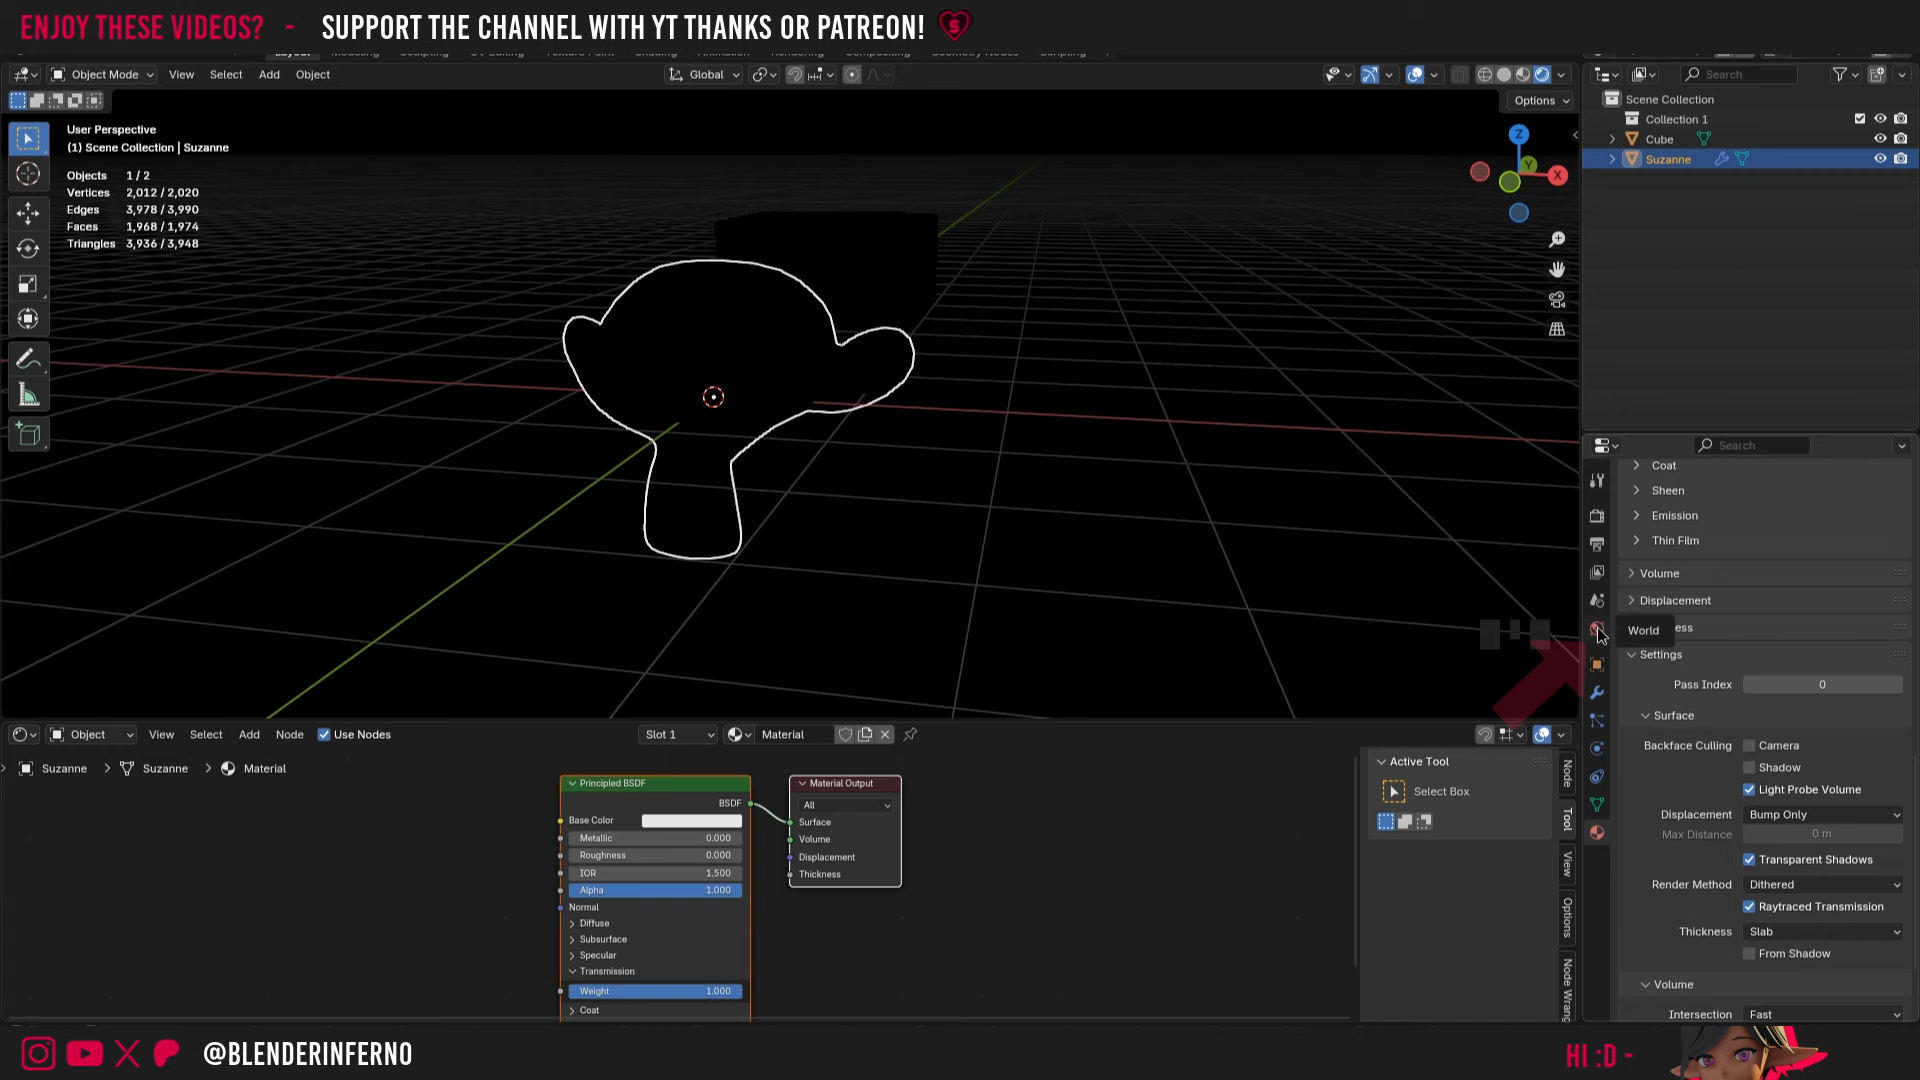 ENJOY THESE VIDEOS? - SUPPORT THE CHANNEL WITH YT THANKS OR PATREON!
Object Mode View Select Add Object Global
Search
Options
Scene Collection
Collection 1
Cube
Suzanne
User Perspective
(1) Scene Collection | Suzanne
Objects 1 / 2
Vertices 2,012 / 2,020
Edges 3,978 / 3,990
Faces 1,968 / 1,974
Triangles 3,936 / 3,948
Z
Y
X
Search
Coat
Sheen
Emission
Thin Film
Volume
Displacement
World
ess
Settings
Pass Index 0
Surface
Backface Culling Camera
Shadow
Light Probe Volume
Displacement Bump Only
Max Distance 0 m
Transparent Shadows
Render Method Dithered
Raytraced Transmission
Thickness Slab
From Shadow
Volume
Intersection Fast
Object View Select Add Node Use Nodes Slot 1 Material
Suzanne > Suzanne > Material
Principled BSDF
BSDF
Base Color
Metallic 0.000
Roughness 0.000
IOR 1.500
Alpha 1.000
Normal
Diffuse
Subsurface
Specular
Transmission
Weight 1.000
Coat
Material Output
All
Surface
Volume
Displacement
Thickness
Active Tool
Select Box
Node
Tool
View
Options
Node Wrang
@BLENDERINFERNO
HI :D -